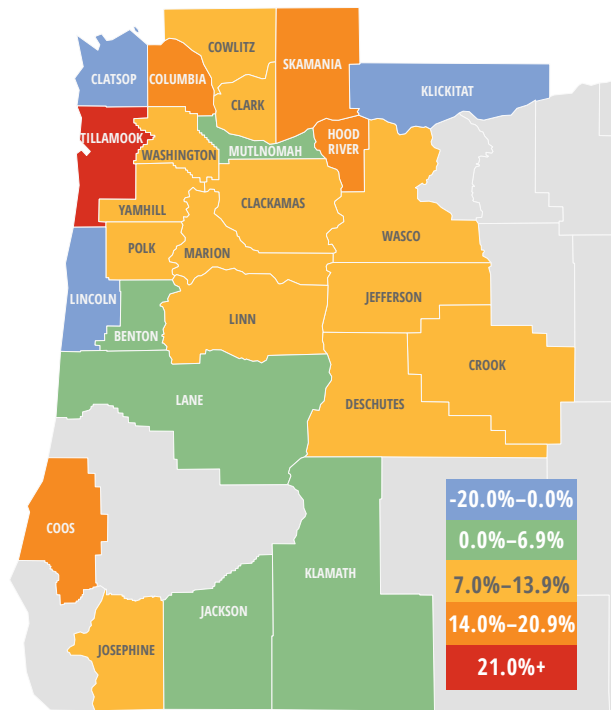 COWLITZ
SKAMANIA
CLATSOP
COLUMBIA
KLICKITAT
CLARK
TILLAMOOK
HOOD
RIVER
WASHINGTON
MUTLNOMAH
YAMHILL
CLACKAMAS
WASCO
POLK
MARION
LINCOLN
JEFFERSON
LINN
BENTON
CROOK
LANE
DESCHUTES
COOS
KLAMATH
JACKSON
JOSEPHINE
-20.0%–0.0%
0.0%–6.9%
7.0%–13.9%
14.0%–20.9%
21.0%+